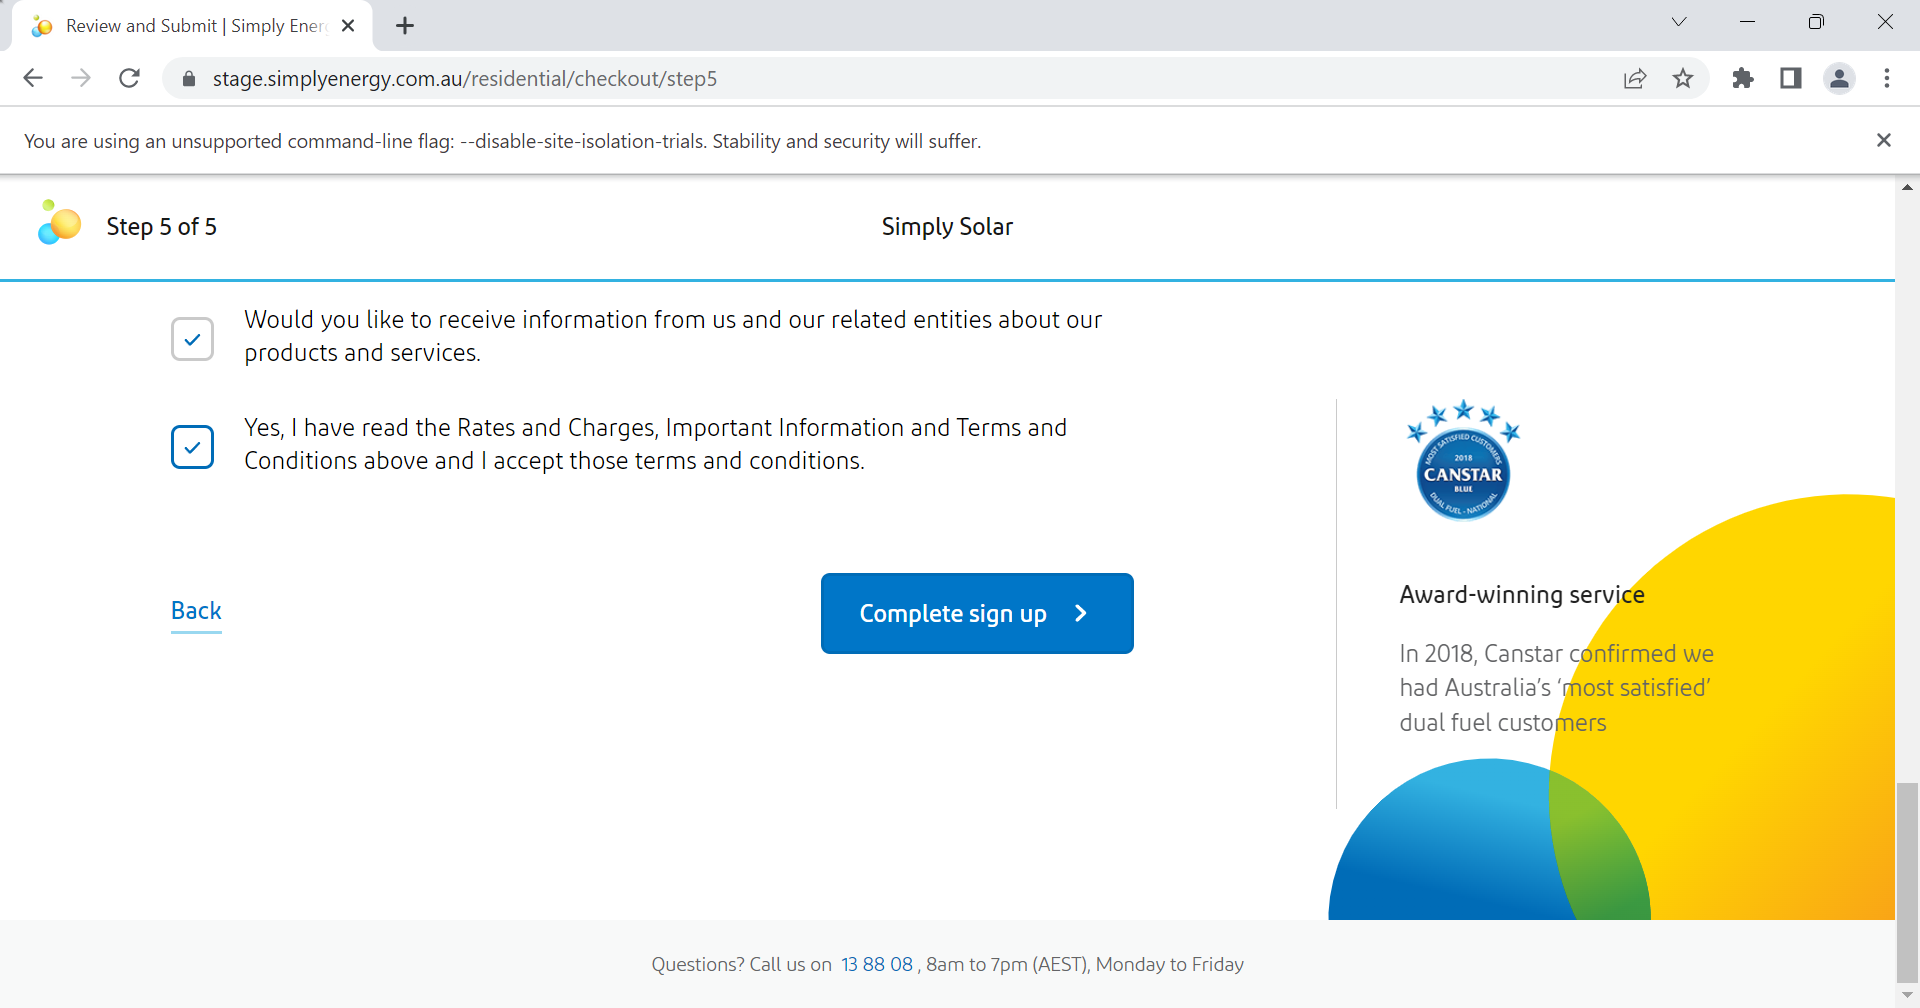 Review and Submit | Simply Ener
stage.simplyenergy.com.au/residential/checkout/step5
You are using an unsupported command-line flag: --disable-site-isolation-trials. Stability and security will suffer.
Step 5 of 5
Simply Solar
Would you like to receive information from us and our related entities about our
products and services.
Yes, I have read the Rates and Charges, Important Information and Terms and
Conditions above and I accept those terms and conditions.
Back
Complete sign up
MOST SATISFIED CUSTOMERS
2018
CANSTAR
BLUE
DUAL FUEL - NATIONAL
Award-winning service
In 2018, Canstar confirmed we
had Australia's ‘most satisfied’
dual fuel customers
Questions? Call us on 13 88 08 , 8am to 7pm (AEST), Monday to Friday